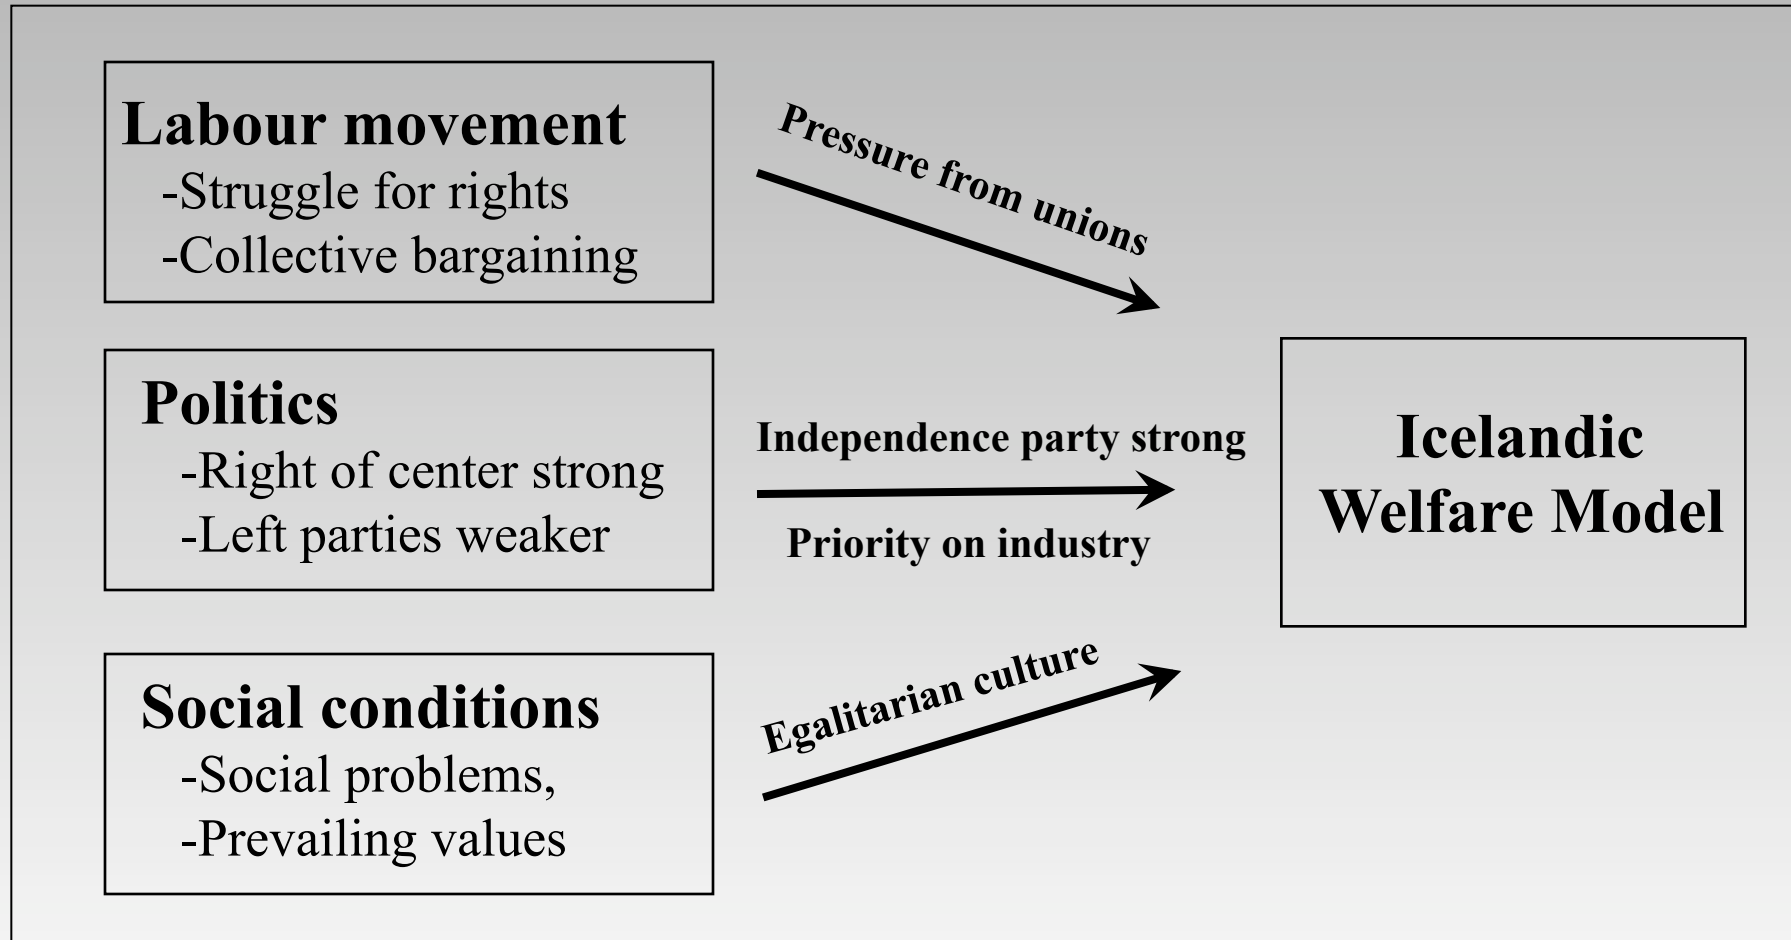 Labour movement
-Struggle for rights
-Collective bargaining
Pressure from unions
Politics
-Right of center strong
-Left parties weaker
Independence party strong
Priority on industry
Social conditions
-Social problems,
-Prevailing values
Egalitarian culture
Icelandic
Welfare Model